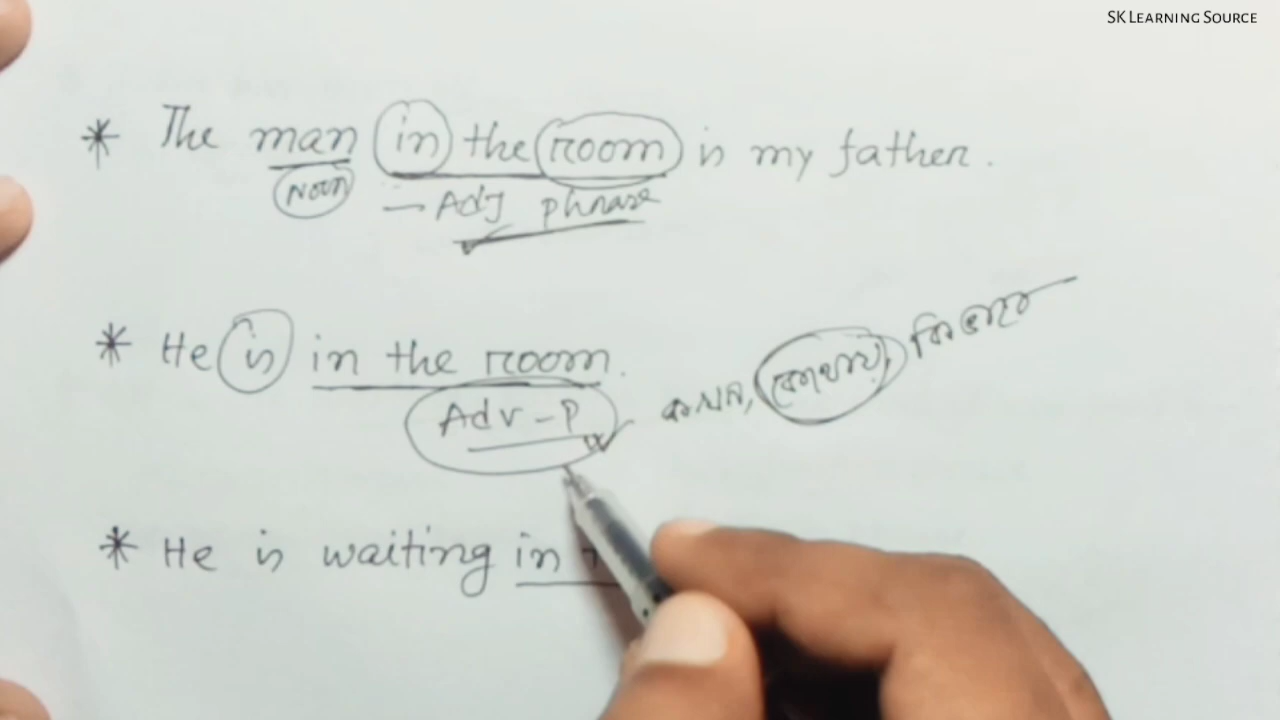 SK LEARNING SOURCE
* The man in the room is my father.
Noun — Adj phrase
* He is in the room.
Adv - P কখন, কোথায়, কিভাবে
* He is waiting in